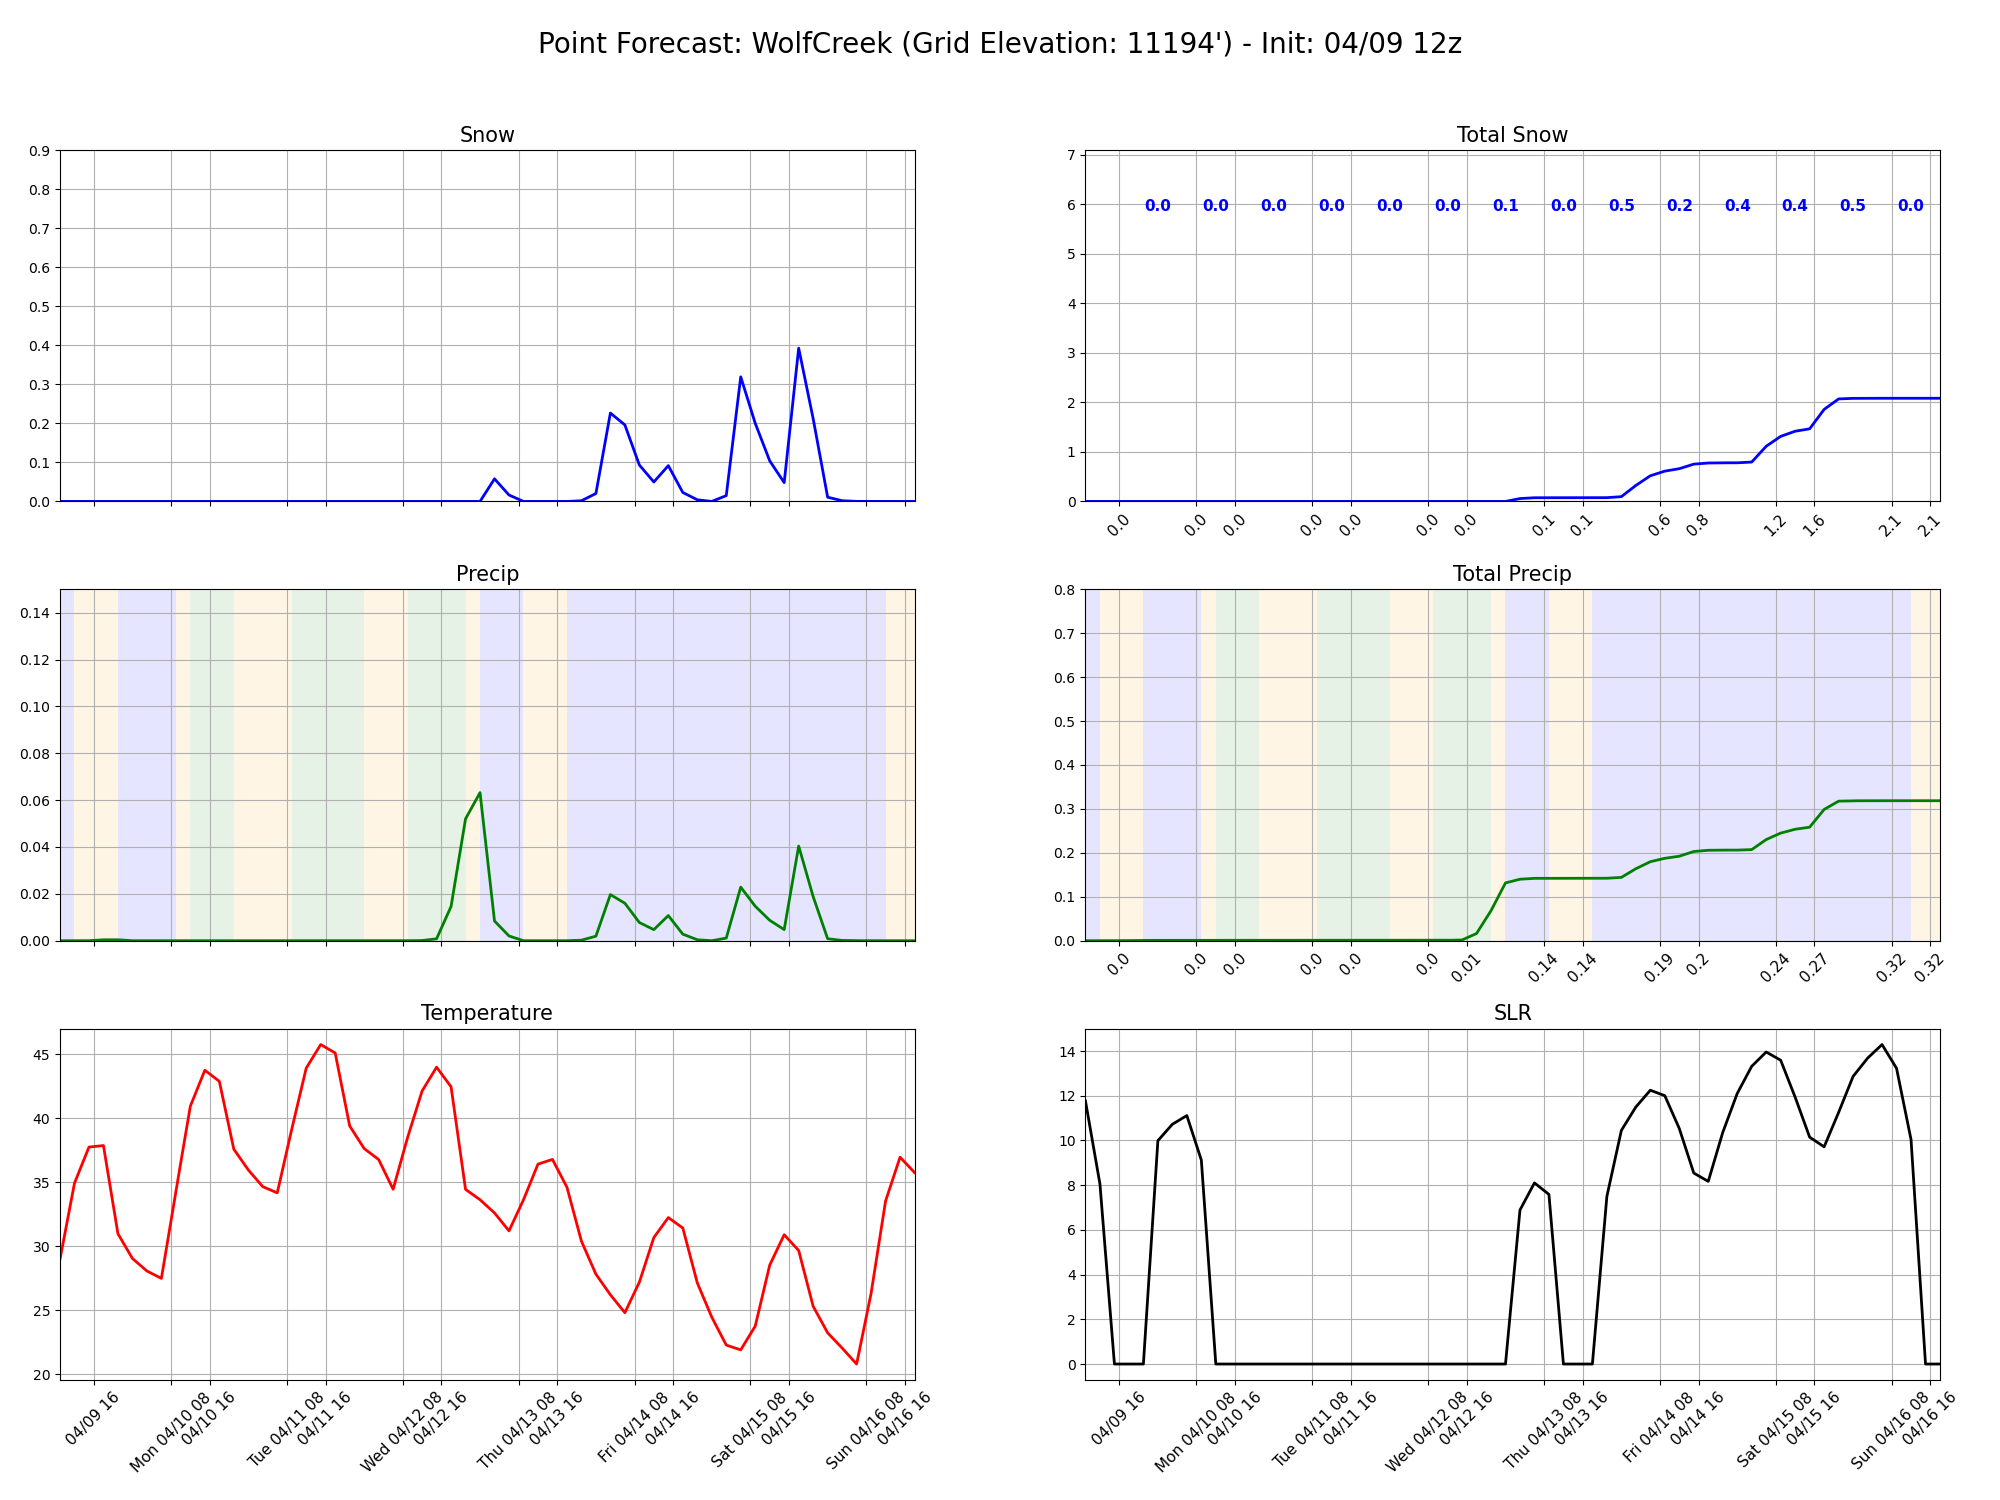 Point Forecast: WolfCreek (Grid Elevation: 11194') - Init: 04/09 12z
Snow
0.9
0.8
0.7
0.6
0.5
0.4
0.3
0.2
0.1
0.0
Total Snow
7
6
5
4
3
2
1
0
0.0 0.0 0.0 0.0 0.0 0.0 0.1 0.0 0.5 0.2 0.4 0.4 0.5 0.0
0.0 0.0 0.0 0.0 0.0 0.0 0.0 0.1 0.1 0.6 0.8 1.2 1.6 2.1 2.1
Precip
0.14
0.12
0.10
0.08
0.06
0.04
0.02
0.00
Total Precip
0.8
0.7
0.6
0.5
0.4
0.3
0.2
0.1
0.0
0.0 0.0 0.0 0.0 0.0 0.0 0.01 0.14 0.14 0.19 0.2 0.24 0.27 0.32 0.32
Temperature
45
40
35
30
25
20
04/09 16
Mon 04/10 08
04/10 16
Tue 04/11 08
04/11 16
Wed 04/12 08
04/12 16
Thu 04/13 08
04/13 16
Fri 04/14 08
04/14 16
Sat 04/15 08
04/15 16
Sun 04/16 08
04/16 16
SLR
14
12
10
8
6
4
2
0
04/09 16
Mon 04/10 08
04/10 16
Tue 04/11 08
04/11 16
Wed 04/12 08
04/12 16
Thu 04/13 08
04/13 16
Fri 04/14 08
04/14 16
Sat 04/15 08
04/15 16
Sun 04/16 08
04/16 16